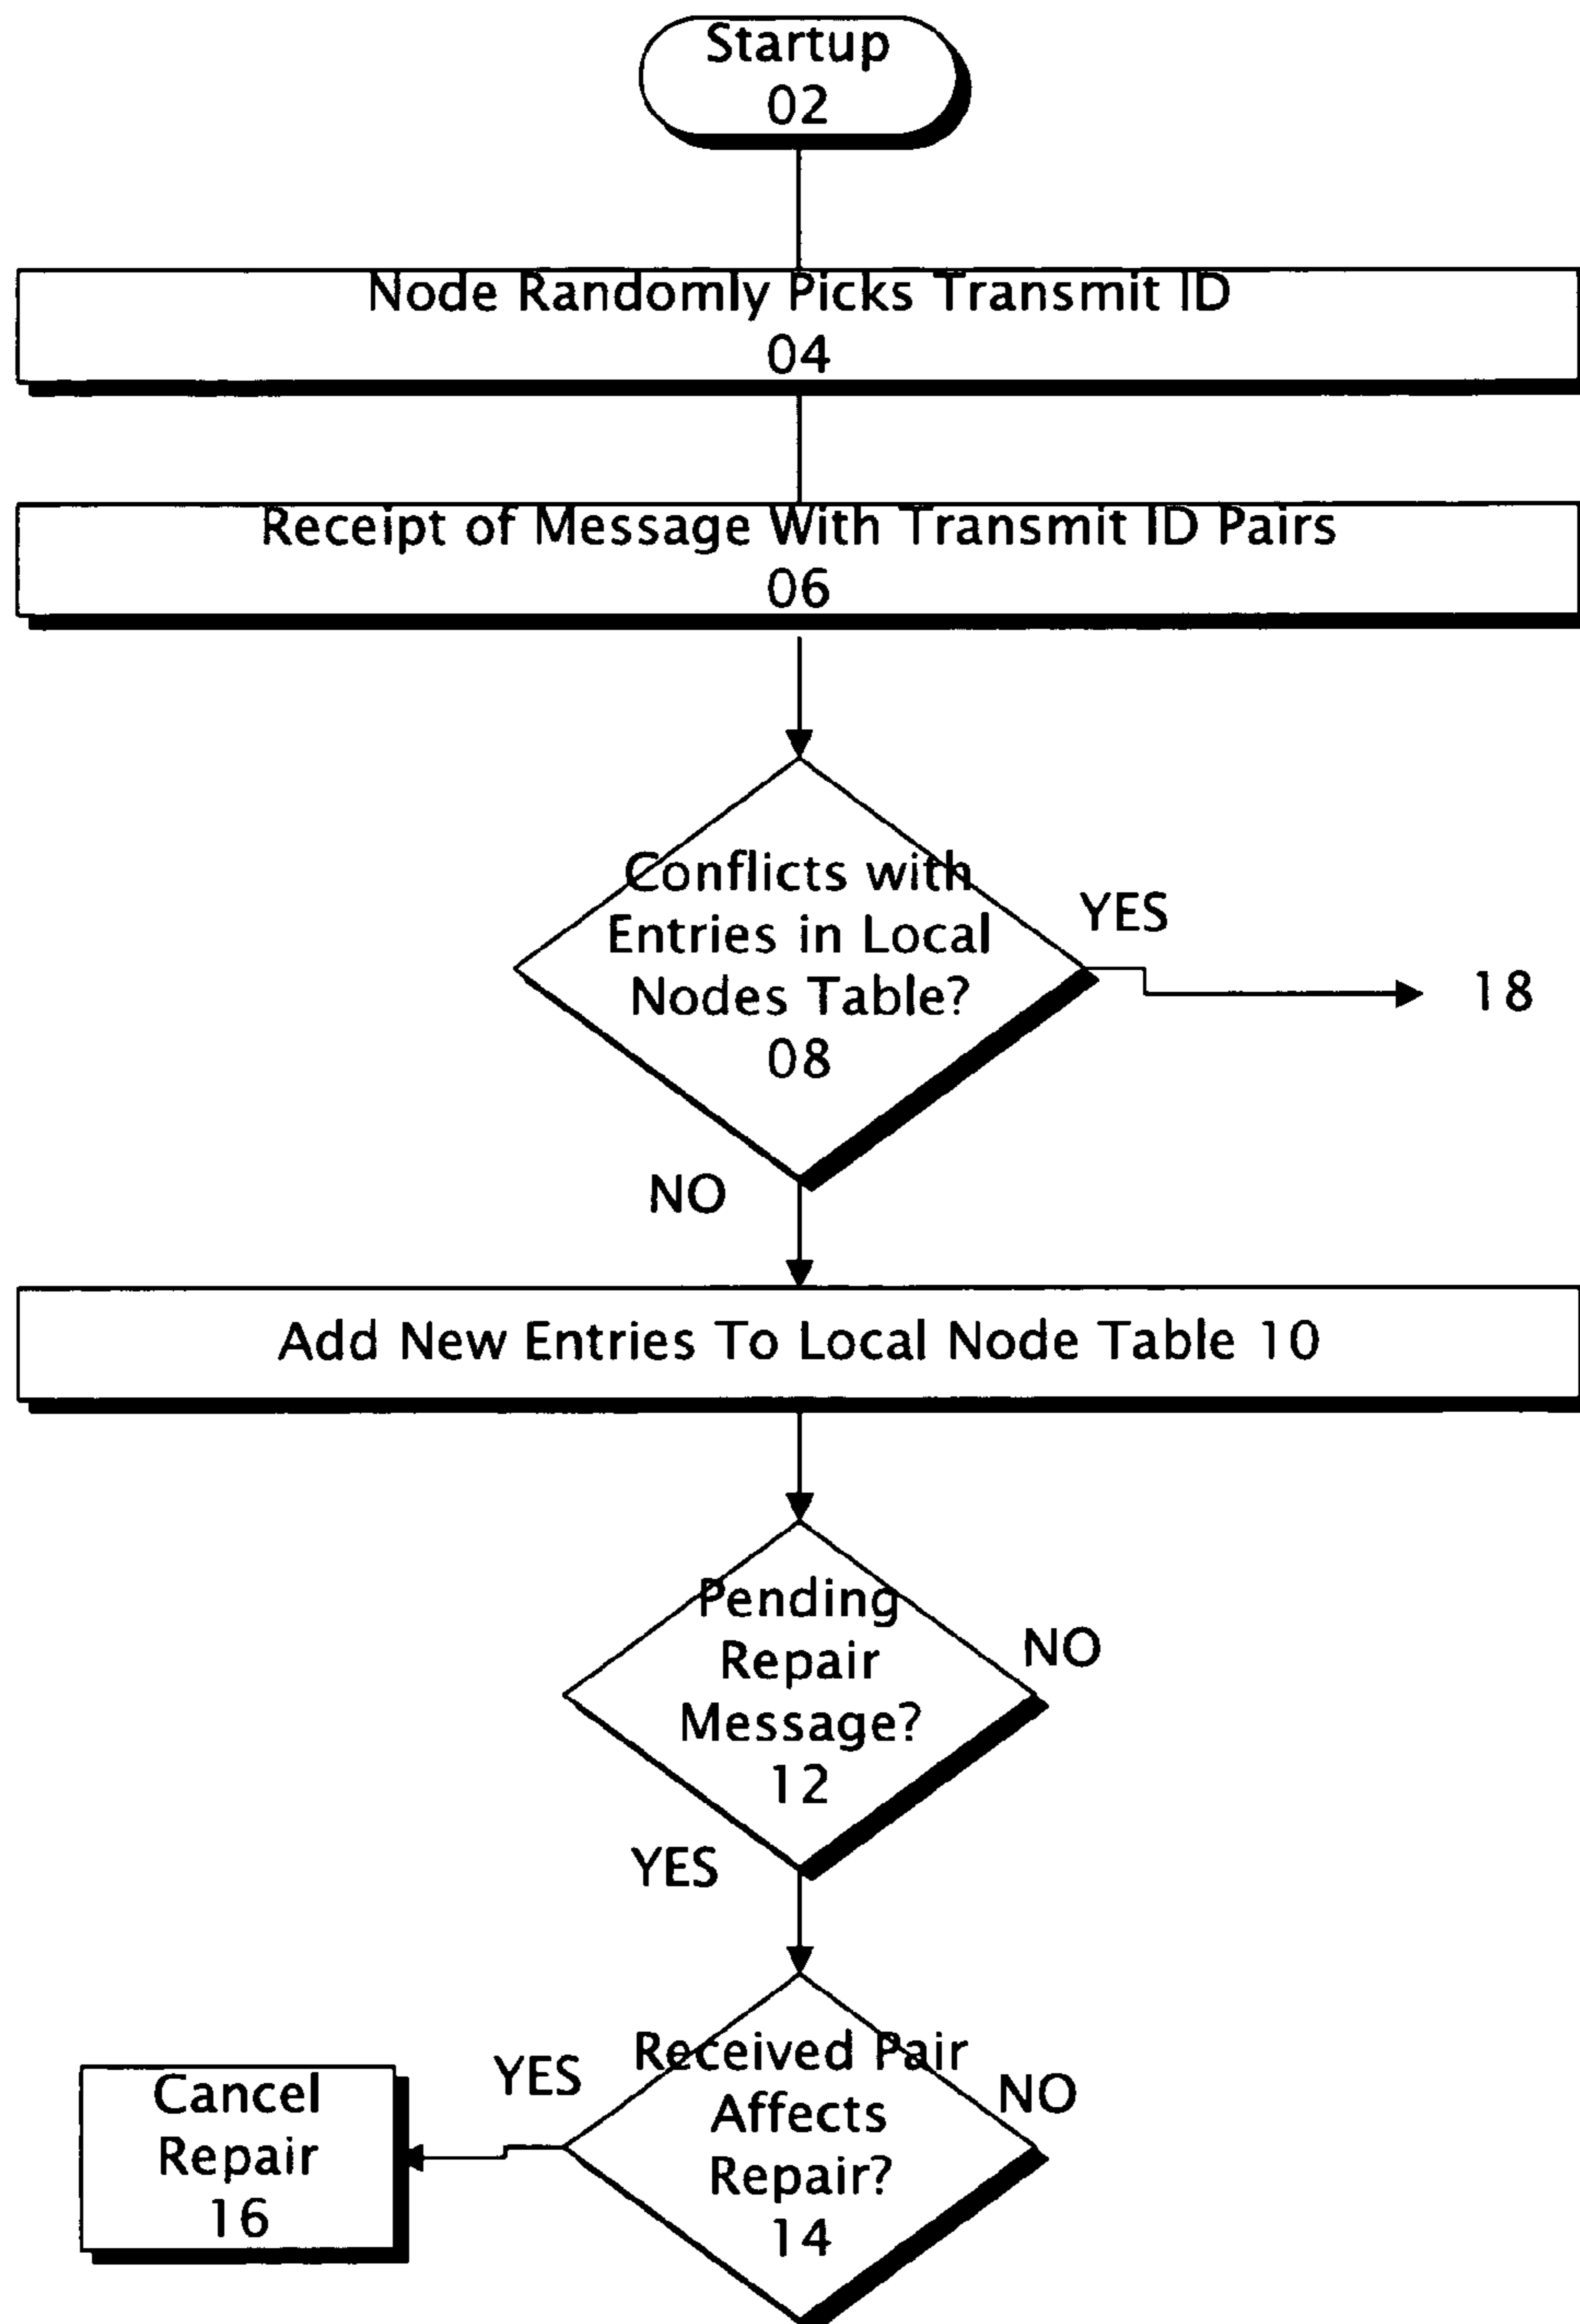 Startup
02
Node Randomly Picks Transmit ID
04
Receipt of Message With Transmit ID Pairs
06
Conflicts with
Entries in Local
Nodes Table?
08
YES
18
NO
Add New Entries To Local Node Table 10
Pending
Repair
Message?
12
NO
YES
Received Pair
Affects
Repair?
14
YES
NO
Cancel
Repair
16